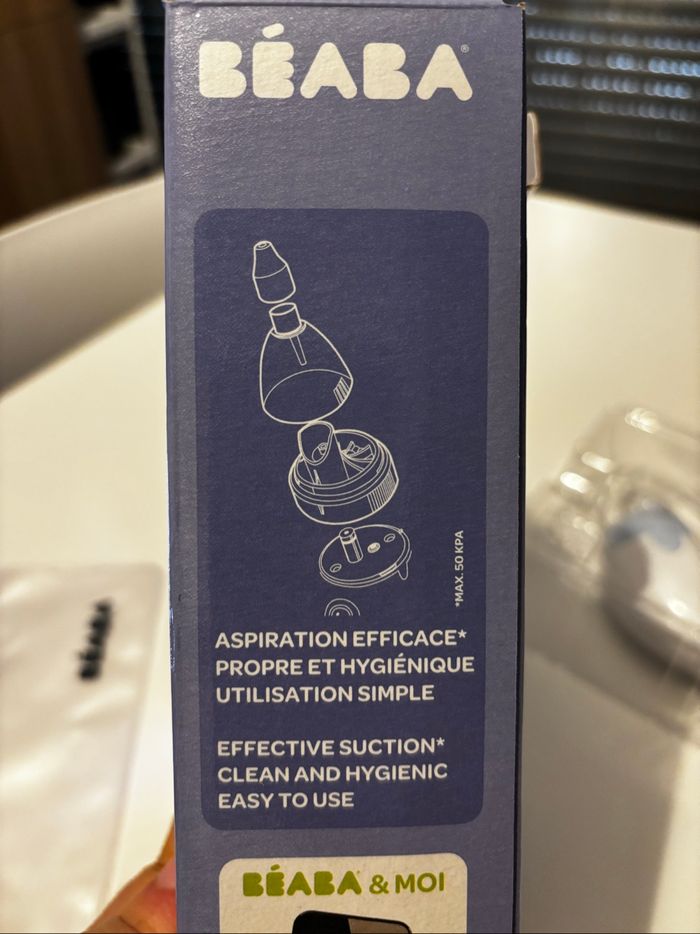 BÉABA®
*MAX. 50 KPA
ASPIRATION EFFICACE*
PROPRE ET HYGIÉNIQUE
UTILISATION SIMPLE
EFFECTIVE SUCTION*
CLEAN AND HYGIENIC
EASY TO USE
BÉABA & MOI
BÉABA